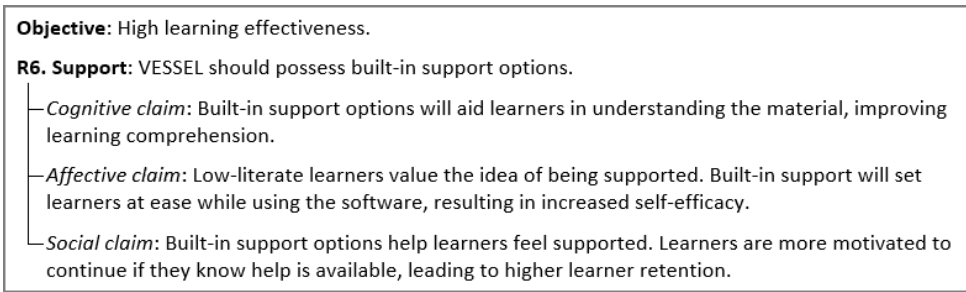 Objective: High learning effectiveness.
R6. Support: VESSEL should possess built-in support options.
Cognitive claim: Built-in support options will aid learners in understanding the material, improving
learning comprehension.
Affective claim: Low-literate learners value the idea of being supported. Built-in support will set
learners at ease while using the software, resulting in increased self-efficacy.
Social claim: Built-in support options help learners feel supported. Learners are more motivated to
continue if they know help is available, leading to higher learner retention.